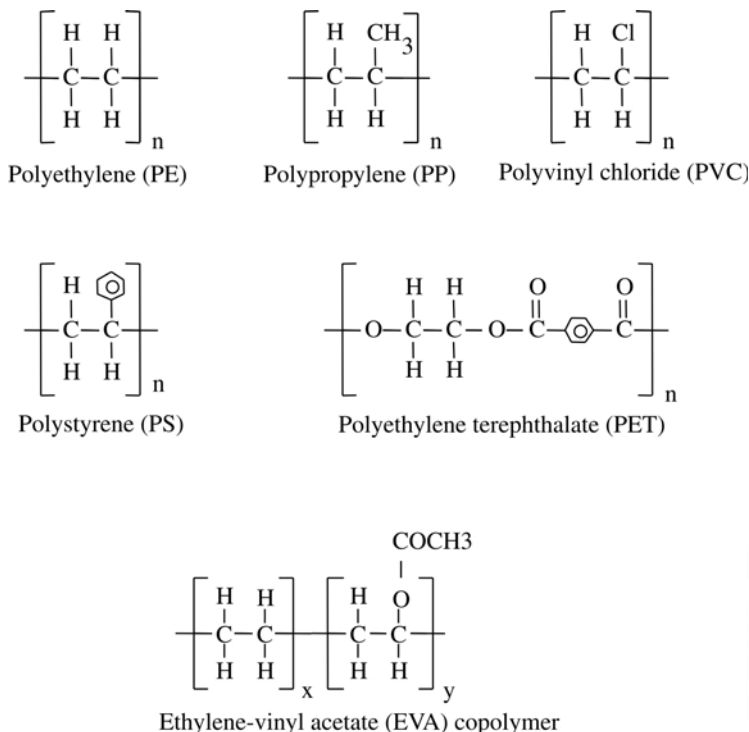 H H
C C
H H
n
Polyethylene (PE)
H CH3
C C
H H
n
Polypropylene (PP)
H Cl
C C
H H
n
Polyvinyl chloride (PVC)
H
C C
H H
n
Polystyrene (PS)
O O
H H
O C C O C C
H H
n
Polyethylene terephthalate (PET)
COCH3
H H H O
C C C C
H H H H
x y
Ethylene-vinyl acetate (EVA) copolymer